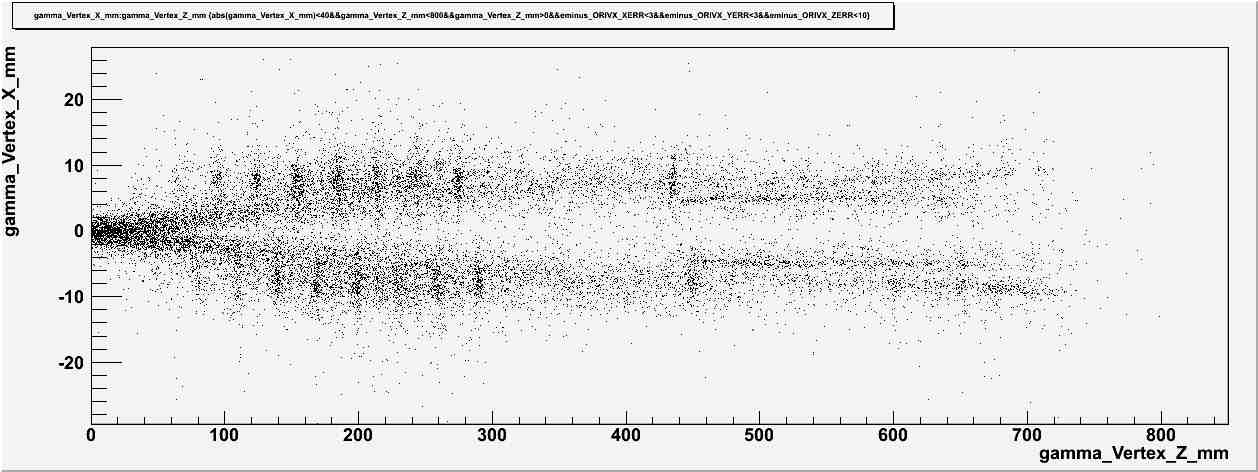 gamma_Vertex_X_mm:gamma_Vertex_Z_mm {abs(gamma_Vertex_X_mm)<40&&gamma_Vertex_Z_mm<800&&gamma_Vertex_Z_mm>0&&eminus_ORIVX_XERR<3&&eminus_ORIVX_YERR<3&&eminus_ORIVX_ZERR<10}
gamma_Vertex_X_mm
20
10
0
-10
-20
0 100 200 300 400 500 600 700 800
gamma_Vertex_Z_mm